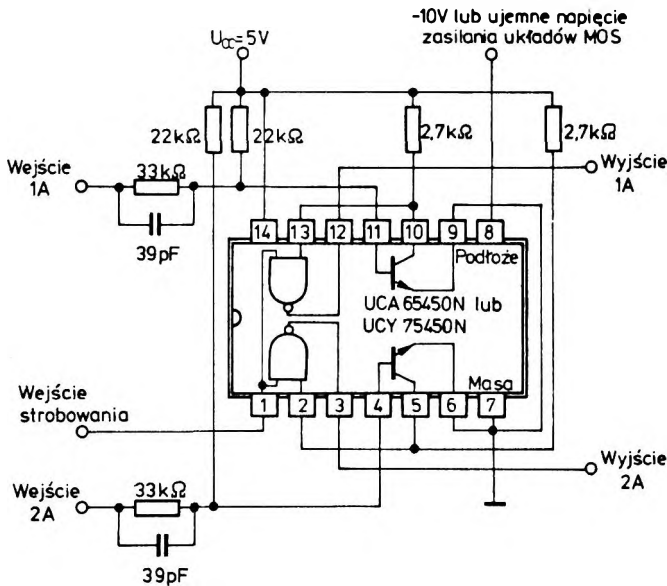 U∝=5V
-10V lub ujemne napięcie
zasilania układów MOS
22kΩ
22kΩ
2,7kΩ
2,7kΩ
Wejście
1A
33kΩ
39pF
Wyjście
1A
14 13 12 11 10 9 8
Podłoże
UCA 65450N lub
UCY 75450N
Masa
1 2 3 4 5 6 7
Wejście
strobowania
Wejście
2A
33kΩ
39pF
Wyjście
2A